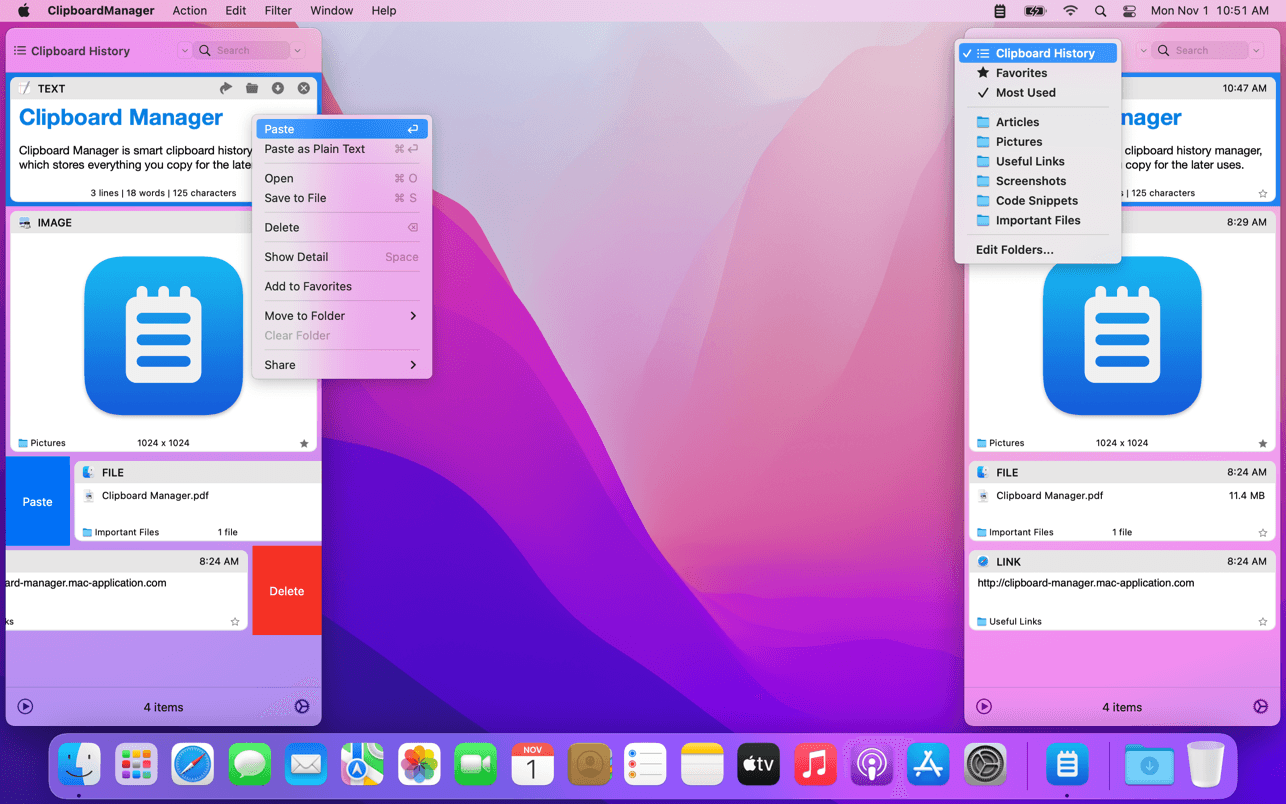 ClipboardManager Action Edit Filter Window Help
Mon Nov 1 10:51 AM
Clipboard History
Search
TEXT
Clipboard Manager
Clipboard Manager is smart clipboard history
which stores everything you copy for the late
3 lines | 18 words | 125 characters
IMAGE
Pictures 1024 x 1024
Paste
FILE
Clipboard Manager.pdf
Important Files 1 file
8:24 AM
ard-manager.mac-application.com
ks
Delete
4 items
Paste
Paste as Plain Text ⌘ ↩
Open ⌘ O
Save to File ⌘ S
Delete
Show Detail Space
Add to Favorites
Move to Folder
Clear Folder
Share
Clipboard History
Favorites
Most Used
Articles
Pictures
Useful Links
Screenshots
Code Snippets
Important Files
Edit Folders...
Search
10:47 AM
nager
clipboard history manager,
copy for the later uses.
| 125 characters
8:29 AM
Pictures 1024 x 1024
FILE 8:24 AM
Clipboard Manager.pdf 11.4 MB
Important Files 1 file
LINK 8:24 AM
http://clipboard-manager.mac-application.com
Useful Links
4 items
NOV
1
tv